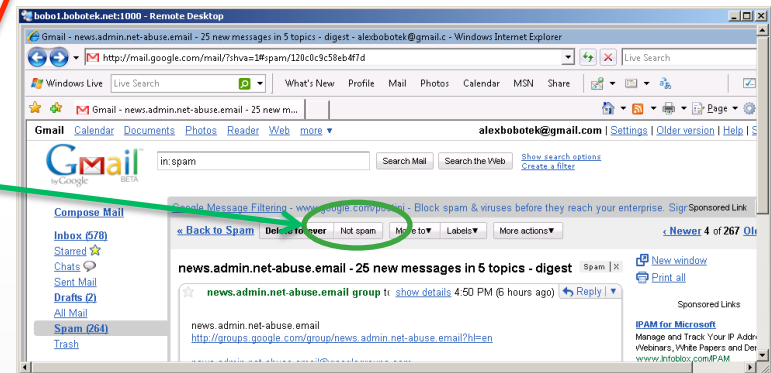 bobo1.bobotek.net:1000 - Remote Desktop
Gmail - news.admin.net-abuse.email - 25 new messages in 5 topics - digest - alexbobotek@gmail.c - Windows Internet Explorer
http://mail.google.com/mail/?shva=1#spam/120c0c9c58eb4f7d
Live Search
Windows Live Live Search What's New Profile Mail Photos Calendar MSN Share
Gmail - news.admin.net-abuse.email - 25 new m... Page
Gmail Calendar Documents Photos Reader Web more ▼ alexbobotek@gmail.com | Settings | Older version | Help | S
Gmail
by Google BETA
in:spam Search Mail Search the Web Show search options
Create a filter
Google Message Filtering - www.google.com/postini - Block spam & viruses before they reach your enterprise. Sigr Sponsored Link
Compose Mail
« Back to Spam Delete forever Not spam Move to▼ Labels▼ More actions▼ ‹ Newer 4 of 267 Old
Inbox (578)
Starred
Chats
Sent Mail
Drafts (2)
All Mail
Spam (264)
Trash
news.admin.net-abuse.email - 25 new messages in 5 topics - digest Spam | X
news.admin.net-abuse.email group to show details 4:50 PM (6 hours ago) Reply | ▼
news.admin.net-abuse.email
http://groups.google.com/group/news.admin.net-abuse.email?hl=en
New window
Print all
Sponsored Links
IPAM for Microsoft
Manage and Track Your IP Addre
Webinars, White Papers and Der
www.Infoblox.com/IPAM